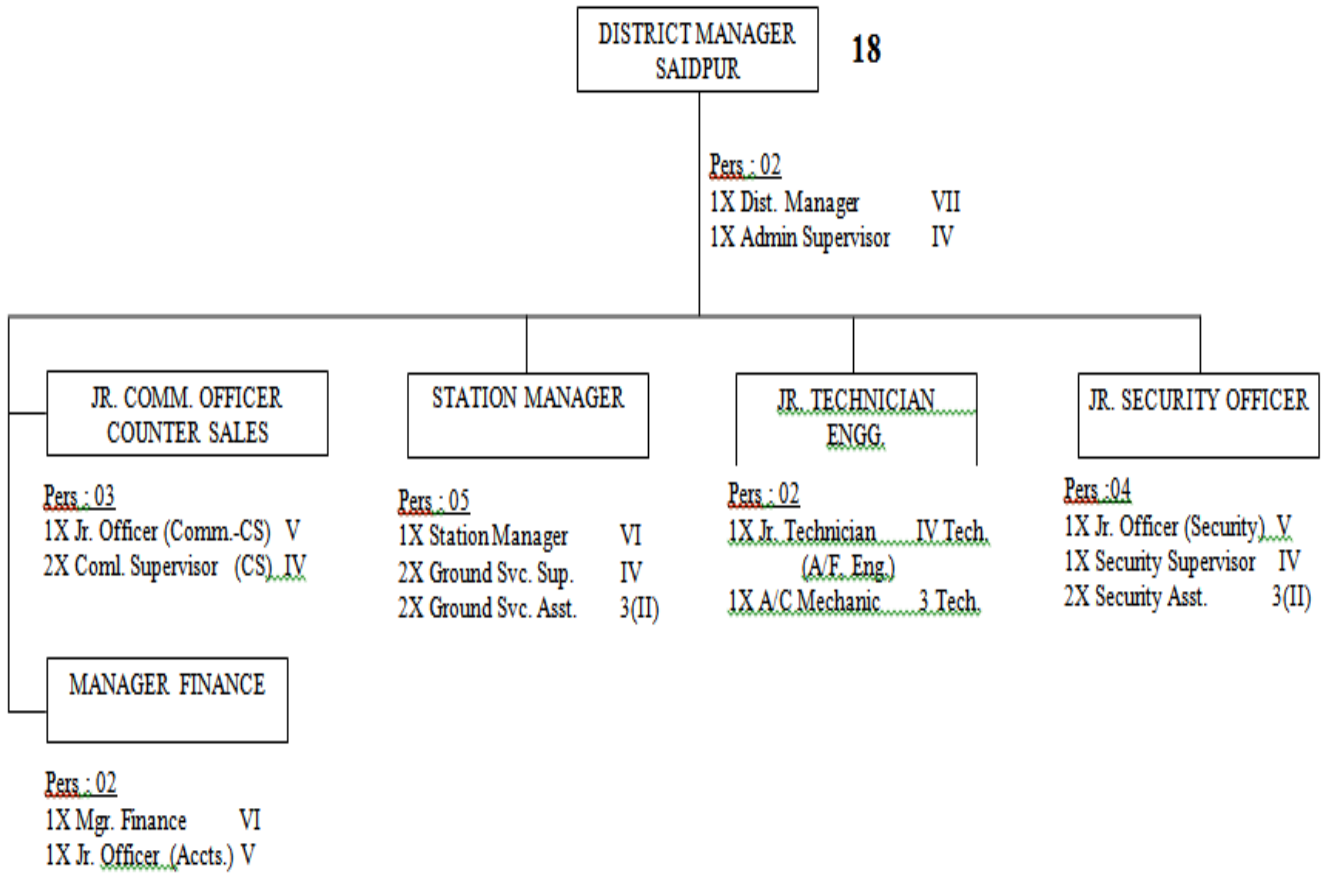 DISTRICT MANAGER
SAIDPUR
18
Pers. : 02
1X Dist. Manager VII
1X Admin Supervisor IV
JR. COMM. OFFICER
COUNTER SALES
Pers. : 03
1X Jr. Officer (Comm.-CS) V
2X Coml. Supervisor (CS) IV
MANAGER FINANCE
Pers. : 02
1X Mgr. Finance VI
1X Jr. Officer (Accts.) V
STATION MANAGER
Pers. : 05
1X Station Manager VI
2X Ground Svc. Sup. IV
2X Ground Svc. Asst. 3(II)
JR. TECHNICIAN
ENGG.
Pers. : 02
1X Jr. Technician IV Tech.
(A/F. Eng.)
1X A/C Mechanic 3 Tech.
JR. SECURITY OFFICER
Pers. :04
1X Jr. Officer (Security) V
1X Security Supervisor IV
2X Security Asst. 3(II)